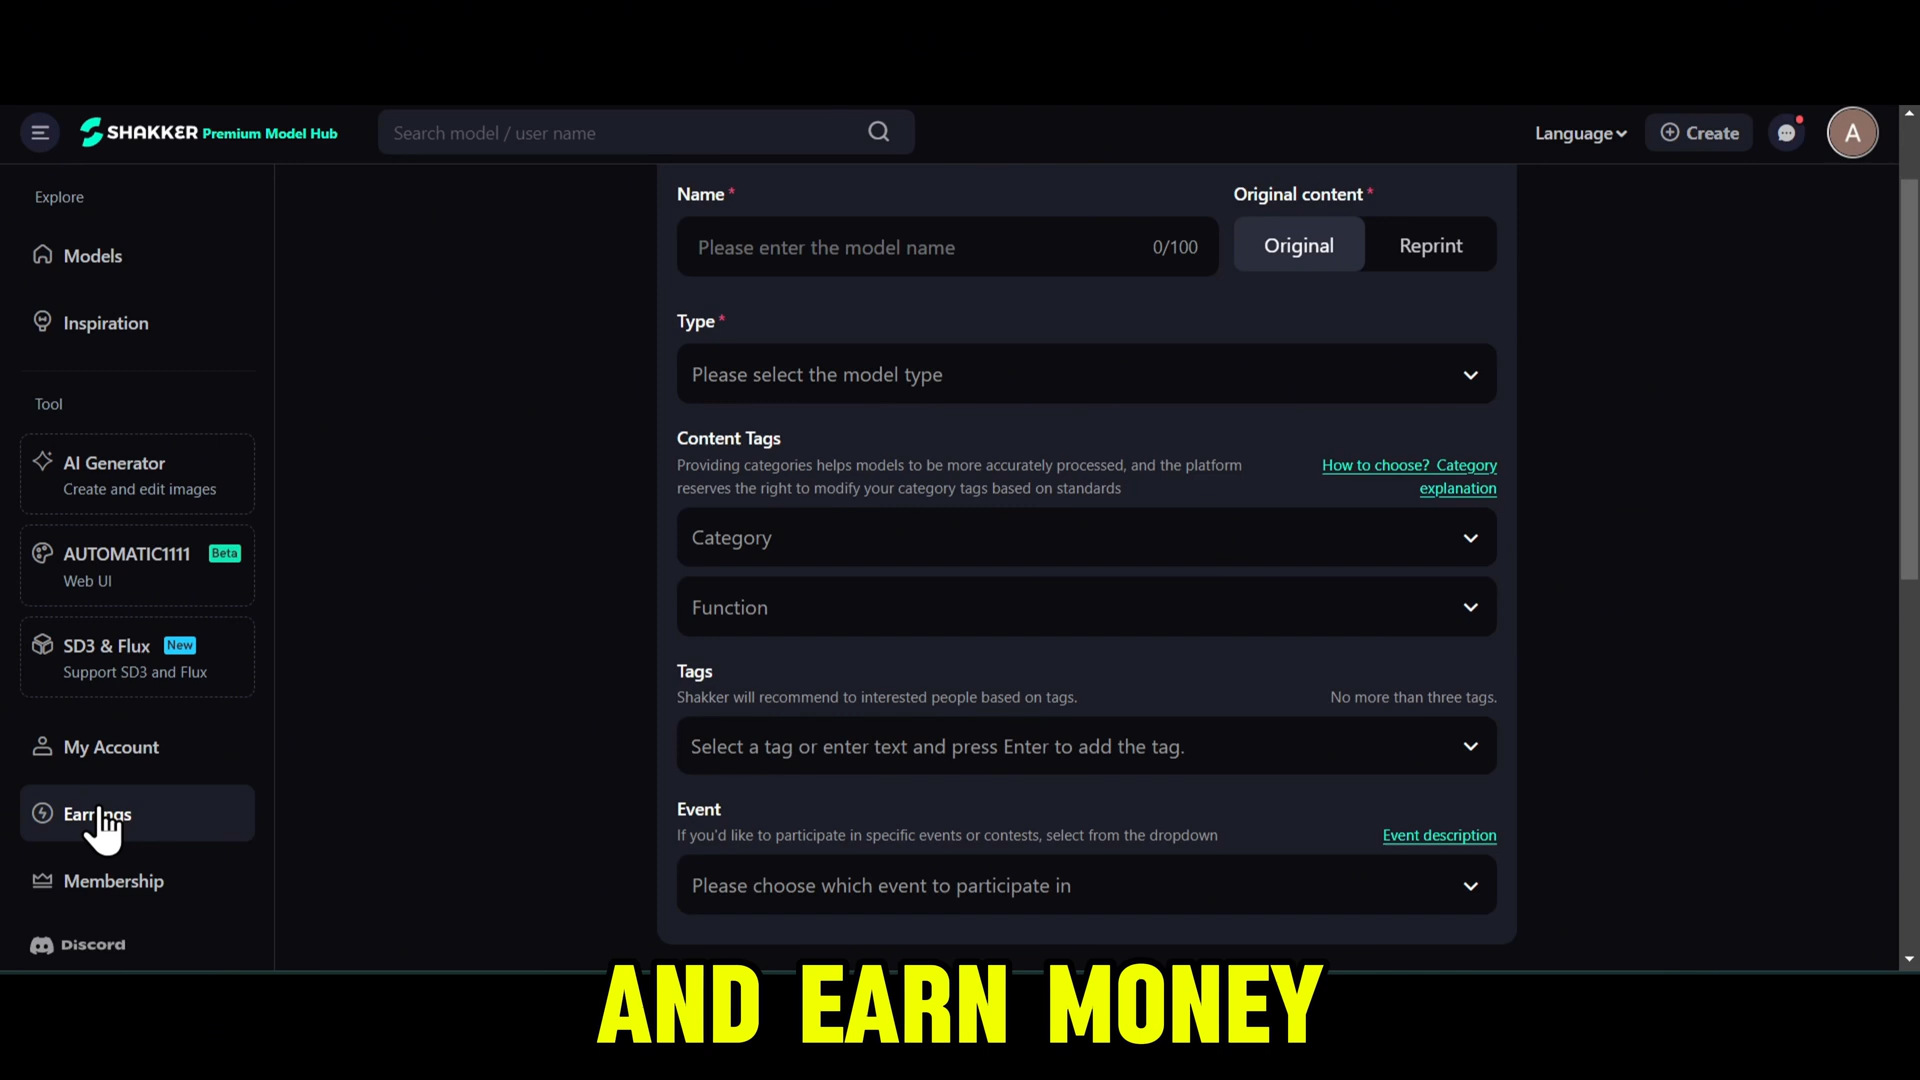 SHAKKER Premium Model Hub
Search model / user name
Language
Create
A
Explore
Models
Inspiration
Tool
AI Generator
Create and edit images
AUTOMATIC1111 Beta
Web UI
SD3 & Flux New
Support SD3 and Flux
My Account
Earnings
Membership
Discord
Name *
Original content *
Please enter the model name 0/100
Original Reprint
Type *
Please select the model type
Content Tags
Providing categories helps models to be more accurately processed, and the platform
reserves the right to modify your category tags based on standards
How to choose? Category
explanation
Category
Function
Tags
Shakker will recommend to interested people based on tags.
No more than three tags.
Select a tag or enter text and press Enter to add the tag.
Event
If you'd like to participate in specific events or contests, select from the dropdown
Event description
Please choose which event to participate in
AND EARN MONEY